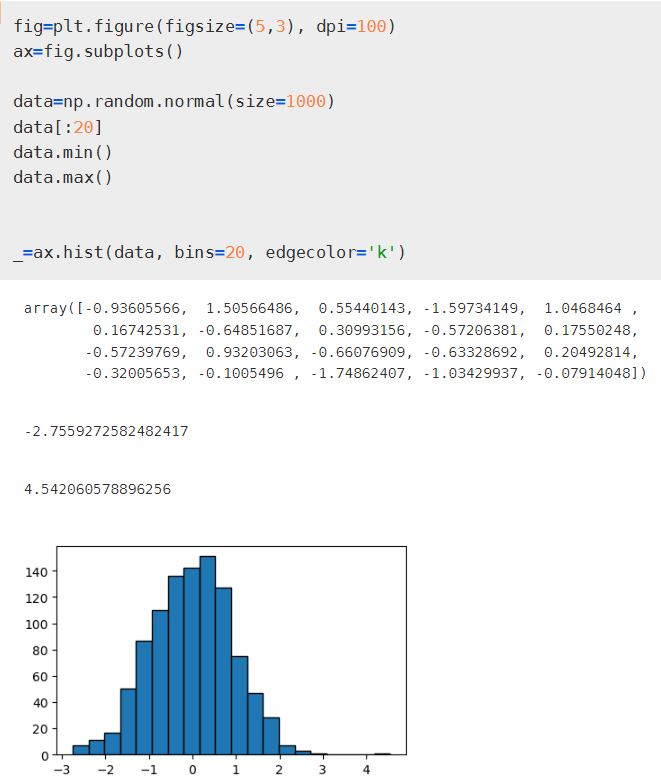 fig=plt.figure(figsize=(5,3), dpi=100)
ax=fig.subplots()
data=np.random.normal(size=1000)
data[:20]
data.min()
data.max()
_=ax.hist(data, bins=20, edgecolor='k')
array([-0.93605566,  1.50566486,  0.55440143, -1.59734149,  1.0468464 ,
        0.16742531, -0.64851687,  0.30993156, -0.57206381,  0.17550248,
       -0.57239769,  0.93203063, -0.66076909, -0.63328692,  0.20492814,
       -0.32005653, -0.1005496 , -1.74862407, -1.03429937, -0.07914048])
-2.7559272582482417
4.542060578896256
140
120
100
80
60
40
20
0
−3 −2 −1 0 1 2 3 4